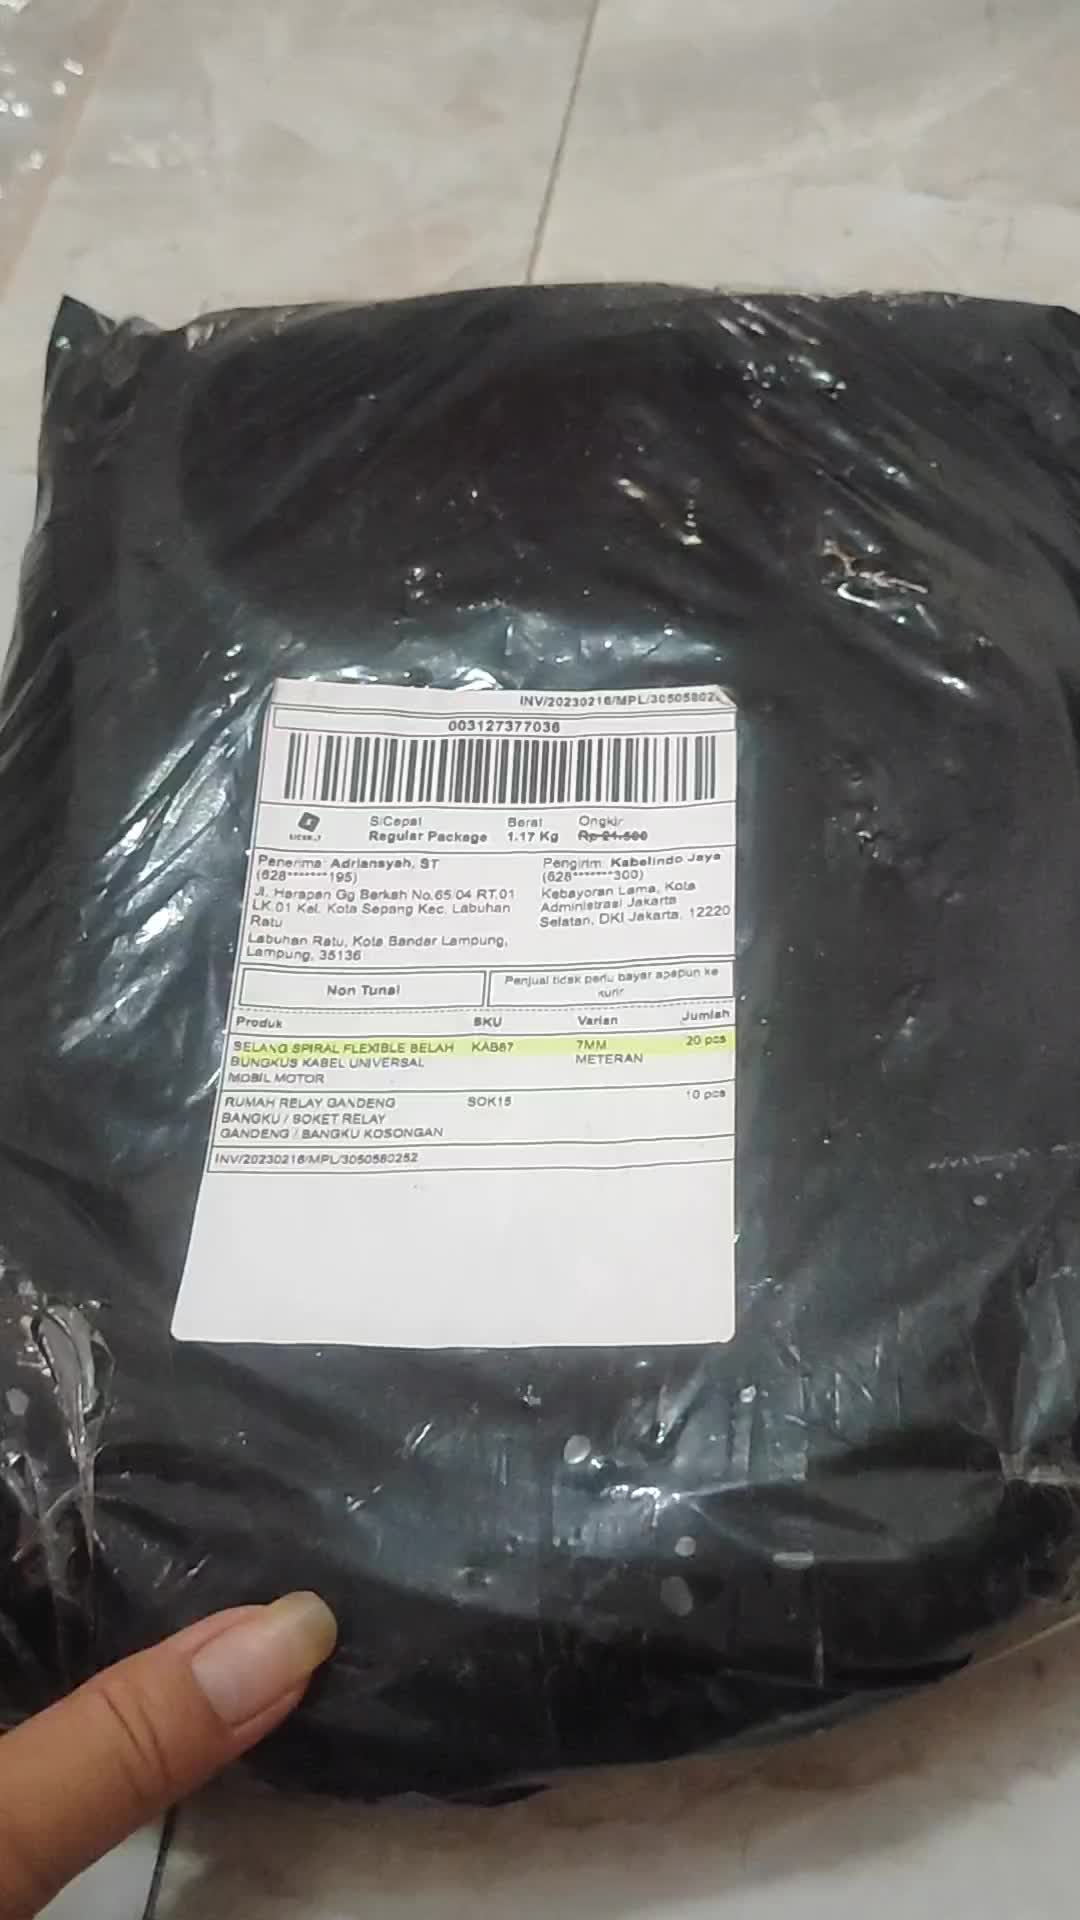 INV/20230216/MPL/3050580252
003127377036
SiCepat Berat Ongkir
Regular Package 1.17 Kg Rp 21.500
Penerima: Adriansyah, ST
(628*******195)
Jl. Harapan Gg Berkah No.65 04 RT.01
LK.01 Kel. Kota Sepang Kec. Labuhan
Ratu
Labuhan Ratu, Kota Bandar Lampung,
Lampung, 35136
Pengirim: Kabelindo Jaya
(628*******300)
Kebayoran Lama, Kota
Administrasi Jakarta
Selatan, DKI Jakarta, 12220
Non Tunai
Penjual tidak perlu bayar apapun ke
kurir
Produk SKU Varian Jumlah
SELANG SPIRAL FLEXIBLE BELAH KAB67 7MM 20 pcs
BUNGKUS KABEL UNIVERSAL METERAN
MOBIL MOTOR
RUMAH RELAY GANDENG SOK15 10 pcs
BANGKU / SOKET RELAY
GANDENG / BANGKU KOSONGAN
INV/20230216/MPL/3050580252